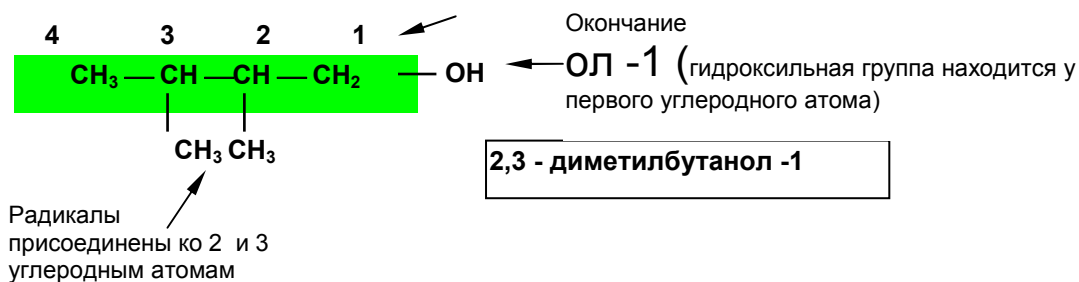 4 3 2 1
CH₃ — CH — CH — CH₂ — OH
CH₃ CH₃
Окончание
ол -1 (гидроксильная группа находится у
первого углеродного атома)
2,3 - диметилбутанол -1
Радикалы
присоединены ко 2 и 3
углеродным атомам